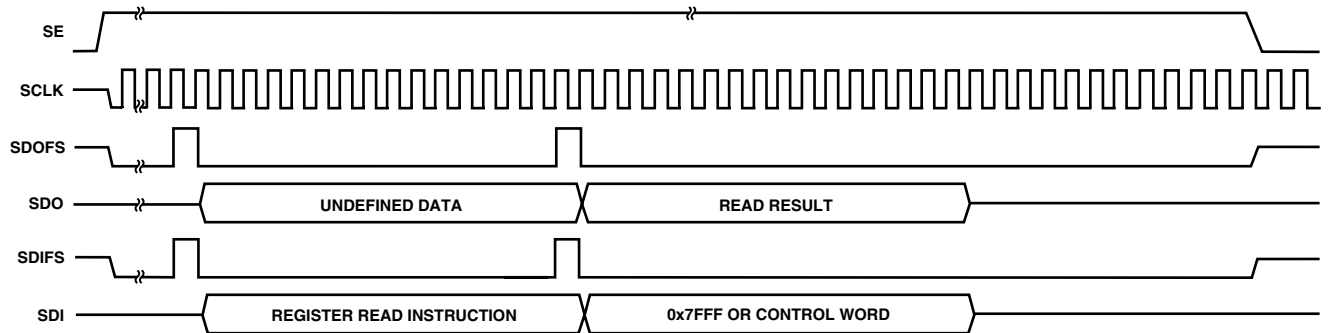 SE
SCLK
SDOFS
SDO
UNDEFINED DATA
READ RESULT
SDIFS
SDI
REGISTER READ INSTRUCTION
0x7FFF OR CONTROL WORD